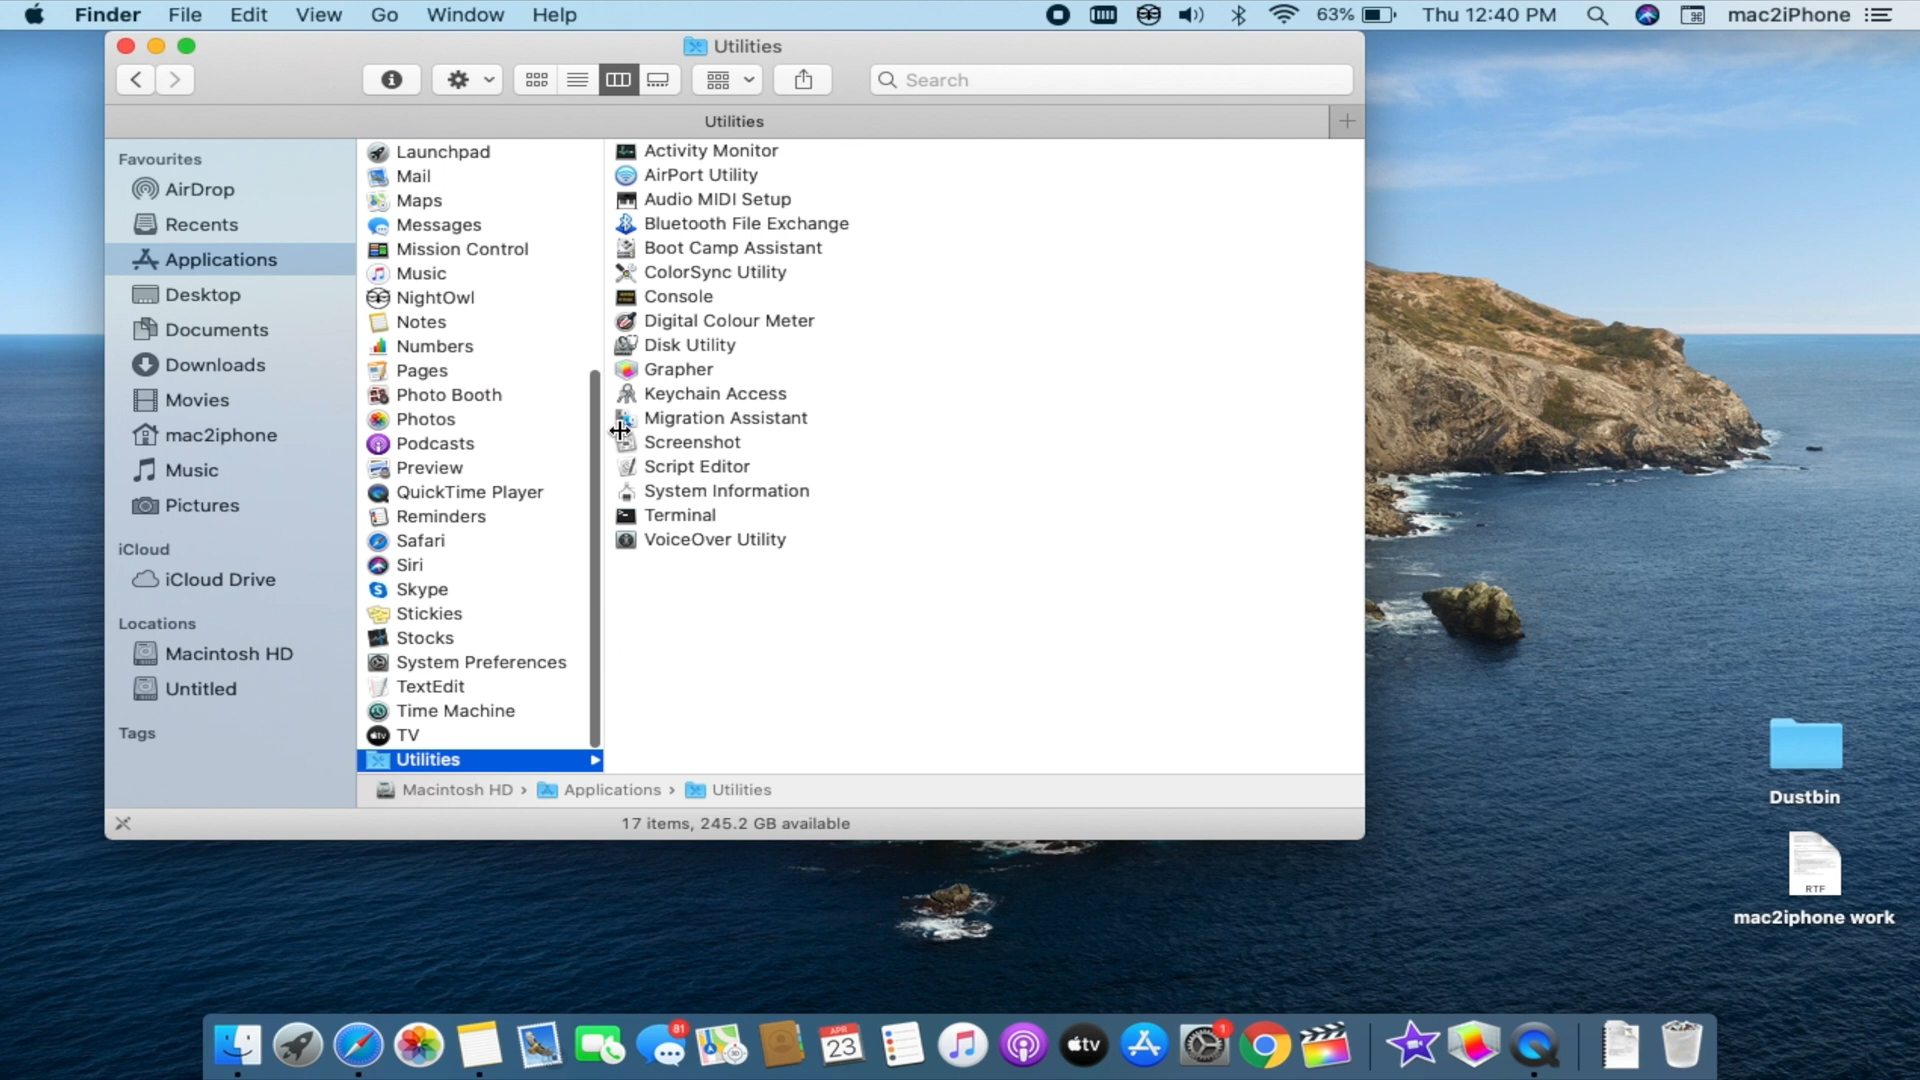 Finder File Edit View Go Window Help 63% Thu 12:40 PM mac2iPhone
Utilities
Search
Utilities
Favourites
AirDrop
Recents
Applications
Desktop
Documents
Downloads
Movies
mac2iphone
Music
Pictures
iCloud
iCloud Drive
Locations
Macintosh HD
Untitled
Tags
Launchpad
Mail
Maps
Messages
Mission Control
Music
NightOwl
Notes
Numbers
Pages
Photo Booth
Photos
Podcasts
Preview
QuickTime Player
Reminders
Safari
Siri
Skype
Stickies
Stocks
System Preferences
TextEdit
Time Machine
TV
Utilities
Activity Monitor
AirPort Utility
Audio MIDI Setup
Bluetooth File Exchange
Boot Camp Assistant
ColorSync Utility
Console
Digital Colour Meter
Disk Utility
Grapher
Keychain Access
Migration Assistant
Screenshot
Script Editor
System Information
Terminal
VoiceOver Utility
Macintosh HD › Applications › Utilities
17 items, 245.2 GB available
Dustbin
RTF
mac2iphone work
81
APR
23
tv
1